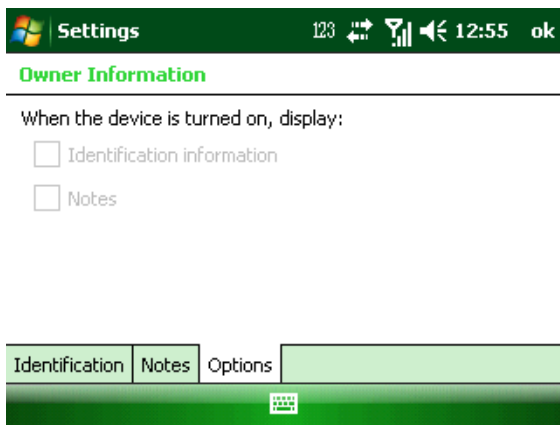 Settings 123 12:55 ok
Owner Information
When the device is turned on, display:
Identification information
Notes
Identification Notes Options